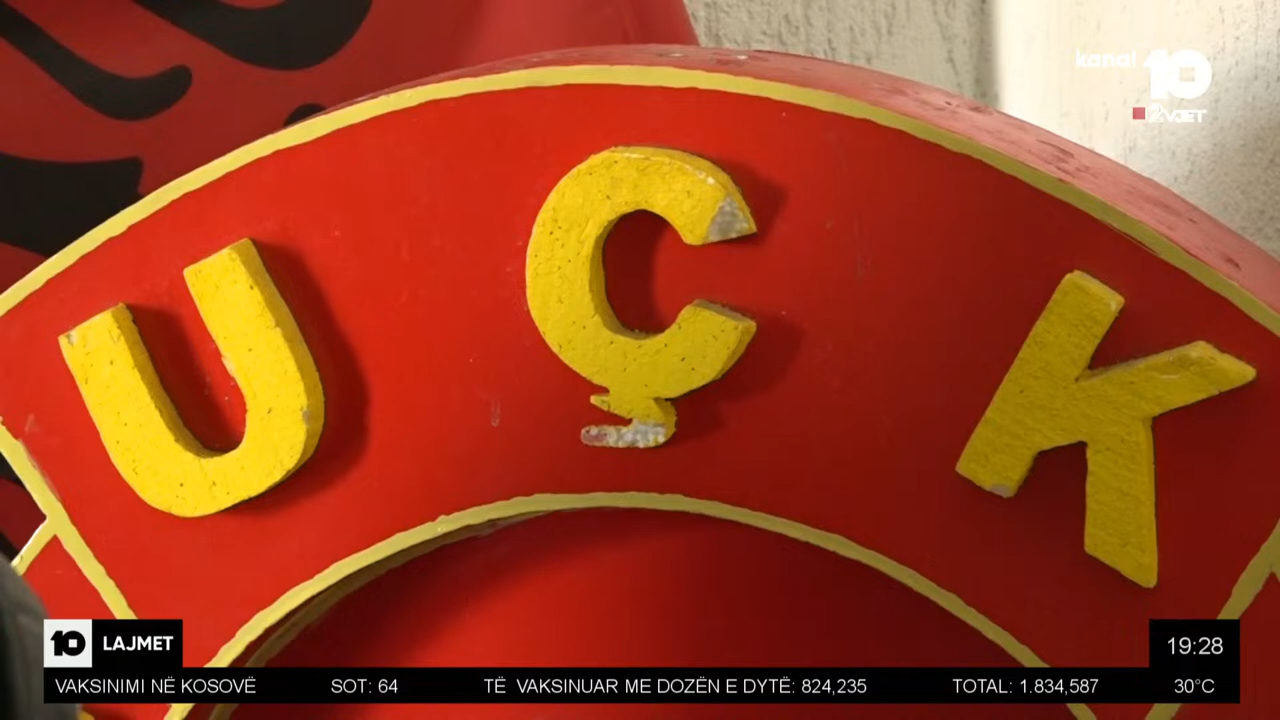 kanal 10
2VJET
UÇK
10 LAJMET
19:28
VAKSINIMI NË KOSOVË SOT: 64 TË VAKSINUAR ME DOZËN E DYTË: 824,235 TOTAL: 1.834,587 30°C